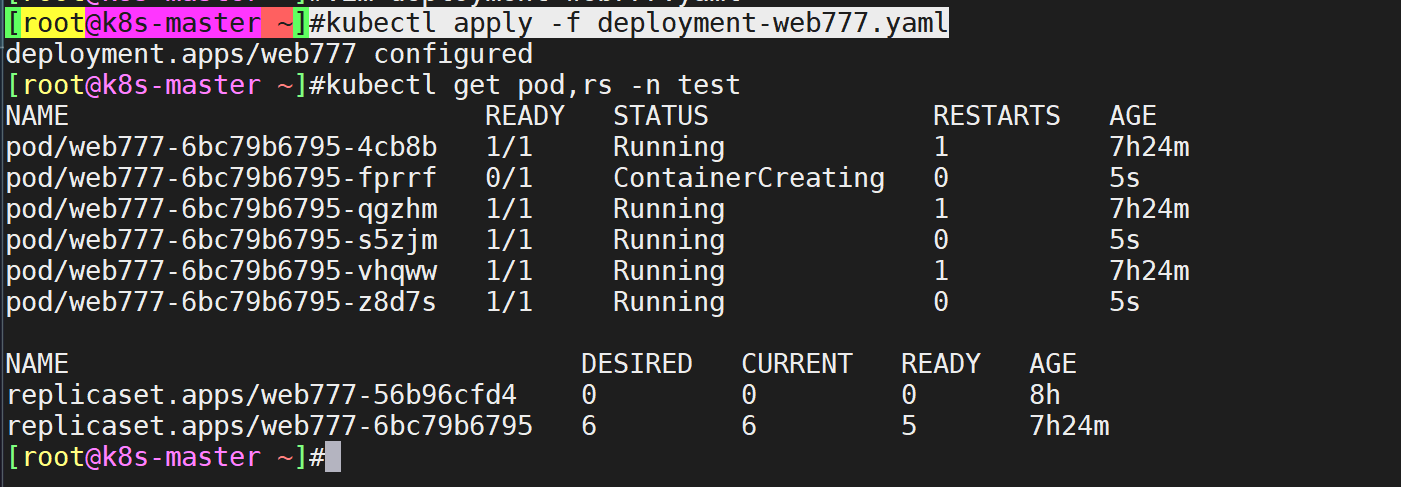 [root@k8s-master ~]#kubectl apply -f deployment-web777.yaml
deployment.apps/web777 configured
[root@k8s-master ~]#kubectl get pod,rs -n test
NAME                          READY   STATUS              RESTARTS   AGE
pod/web777-6bc79b6795-4cb8b   1/1     Running             1          7h24m
pod/web777-6bc79b6795-fprrf   0/1     ContainerCreating   0          5s
pod/web777-6bc79b6795-qgzhm   1/1     Running             1          7h24m
pod/web777-6bc79b6795-s5zjm   1/1     Running             0          5s
pod/web777-6bc79b6795-vhqww   1/1     Running             1          7h24m
pod/web777-6bc79b6795-z8d7s   1/1     Running             0          5s
NAME                                DESIRED   CURRENT   READY   AGE
replicaset.apps/web777-56b96cfd4    0         0         0       8h
replicaset.apps/web777-6bc79b6795   6         6         5       7h24m
[root@k8s-master ~]#